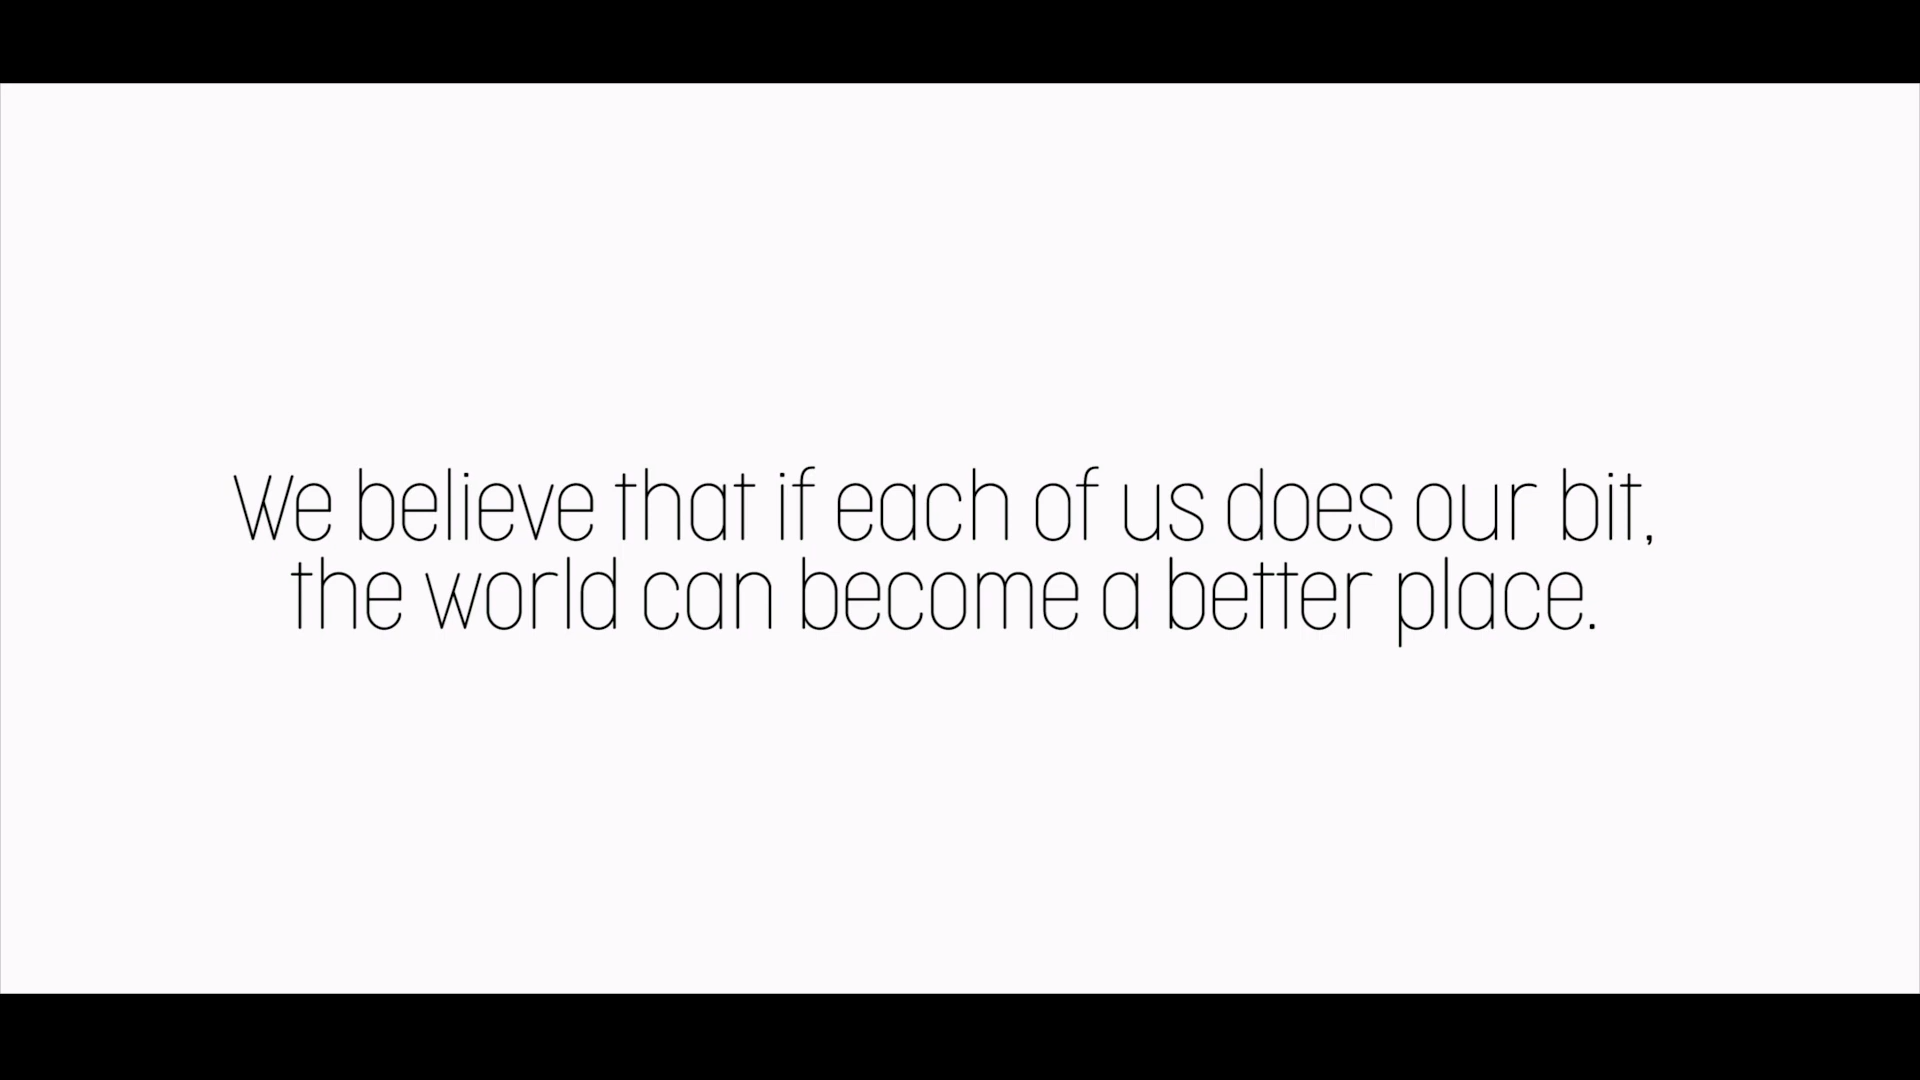 We believe that if each of us does our bit,
the world can become a better place.